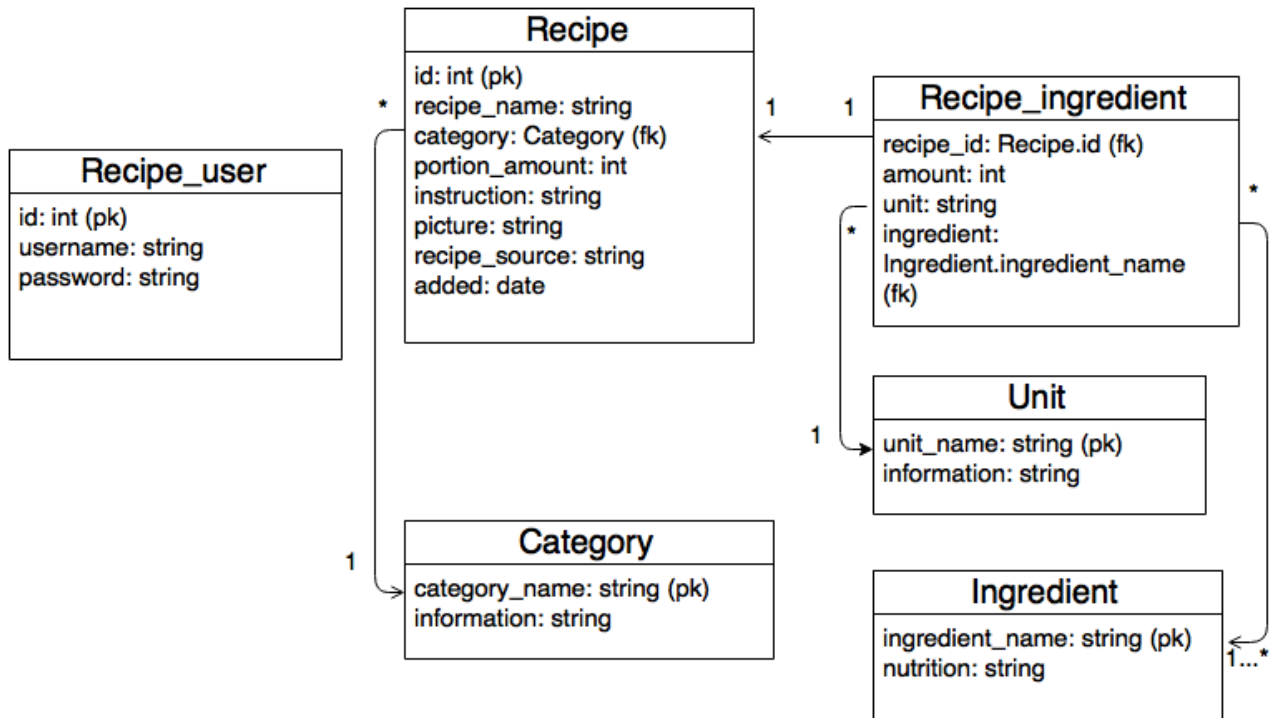 Recipe_user
id: int (pk)
username: string
password: string
Recipe
id: int (pk)
recipe_name: string
category: Category (fk)
portion_amount: int
instruction: string
picture: string
recipe_source: string
added: date
*
1
1
1
Recipe_ingredient
recipe_id: Recipe.id (fk)
amount: int
unit: string
ingredient:
Ingredient.ingredient_name
(fk)
*
*
1
Unit
unit_name: string (pk)
information: string
Category
category_name: string (pk)
information: string
Ingredient
ingredient_name: string (pk)
nutrition: string
1...*